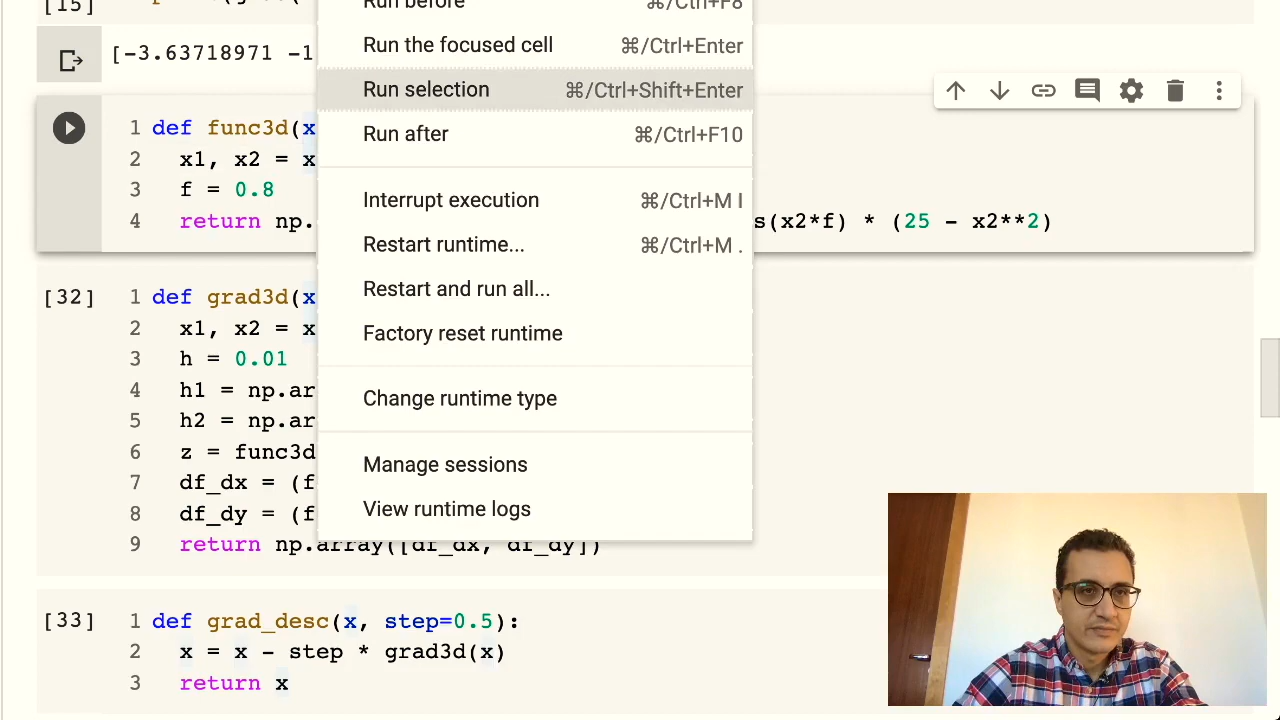 [15]
Run before ⌘/Ctrl+F8
[-3.63718971 -1
Run the focused cell ⌘/Ctrl+Enter
Run selection ⌘/Ctrl+Shift+Enter
Run after ⌘/Ctrl+F10
Interrupt execution ⌘/Ctrl+M I
Restart runtime... ⌘/Ctrl+M .
Restart and run all...
Factory reset runtime
Change runtime type
Manage sessions
View runtime logs
1 def func3d(x
2 x1, x2 = x
3 f = 0.8
4 return np. s(x2*f) * (25 - x2**2)
[32] 1 def grad3d(x
2 x1, x2 = x
3 h = 0.01
4 h1 = np.ar
5 h2 = np.ar
6 z = func3d
7 df_dx = (f
8 df_dy = (f
9 return np.array([df_dx, df_dy])
[33] 1 def grad_desc(x, step=0.5):
2 x = x - step * grad3d(x)
3 return x